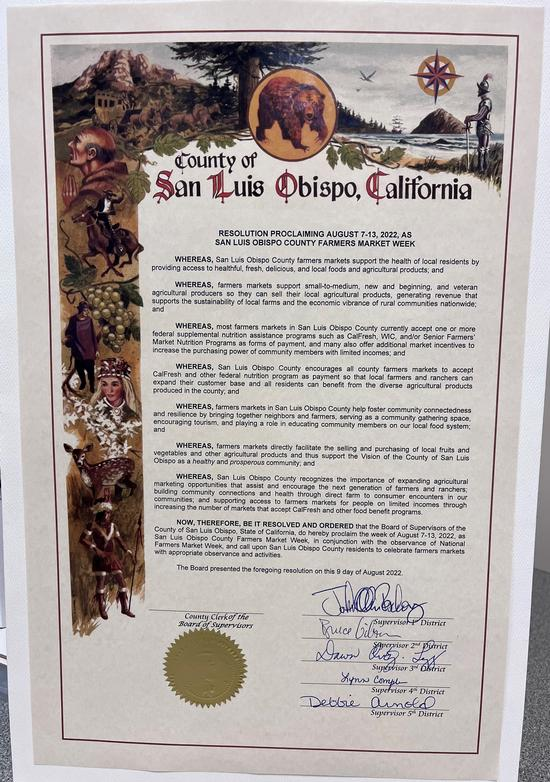 County of
San Luis Obispo, California
RESOLUTION PROCLAIMING AUGUST 7-13, 2022, AS
SAN LUIS OBISPO COUNTY FARMERS MARKET WEEK
WHEREAS, San Luis Obispo County farmers markets support the health of local residents by
providing access to healthful, fresh, delicious, and local foods and agricultural products; and
WHEREAS, farmers markets support small-to-medium, new and beginning, and veteran
agricultural producers so they can sell their local agricultural products, generating revenue that
supports the sustainability of local farms and the economic vibrance of rural communities nationwide;
and
WHEREAS, most farmers markets in San Luis Obispo County currently accept one or more
federal supplemental nutrition assistance programs such as CalFresh, WIC, and/or Senior Farmers'
Market Nutrition Programs as forms of payment, and many also offer additional market incentives to
increase the purchasing power of community members with limited incomes; and
WHEREAS, San Luis Obispo County encourages all county farmers markets to accept
CalFresh and other federal nutrition program as payment so that local farmers and ranchers can
expand their customer base and all residents can benefit from the diverse agricultural products
produced in the county; and
WHEREAS, farmers markets in San Luis Obispo County help foster community connectedness
and resilience by bringing together neighbors and farmers, serving as a community gathering space,
encouraging tourism, and playing a role in educating community members on our local food system;
and
WHEREAS, farmers markets directly facilitate the selling and purchasing of local fruits and
vegetables and other agricultural products and thus support the Vision of the County of San Luis
Obispo as a healthy and prosperous community; and
WHEREAS, San Luis Obispo County recognizes the importance of expanding agricultural
marketing opportunities that assist and encourage the next generation of farmers and ranchers;
building community connections and health through direct farm to consumer encounters in our
communities; and supporting access to farmers markets for people on limited incomes through
increasing the number of markets that accept CalFresh and other food benefit programs.
NOW, THEREFORE, BE IT RESOLVED AND ORDERED that the Board of Supervisors of the
County of San Luis Obispo, State of California, do hereby proclaim the week of August 7-13, 2022, as
San Luis Obispo County Farmers Market Week, in conjunction with the observance of National
Farmers Market Week, and call upon San Luis Obispo County residents to celebrate farmers markets
with appropriate observance and activities.
The Board presented the foregoing resolution on this 9 day of August 2022.
County Clerk of the
Board of Supervisors
Supervisor 1st District
Bruce Gibson
Supervisor 2nd District
Dawn
Supervisor 3rd District
Lynn
Supervisor 4th District
Debbie Arnold
Supervisor 5th District